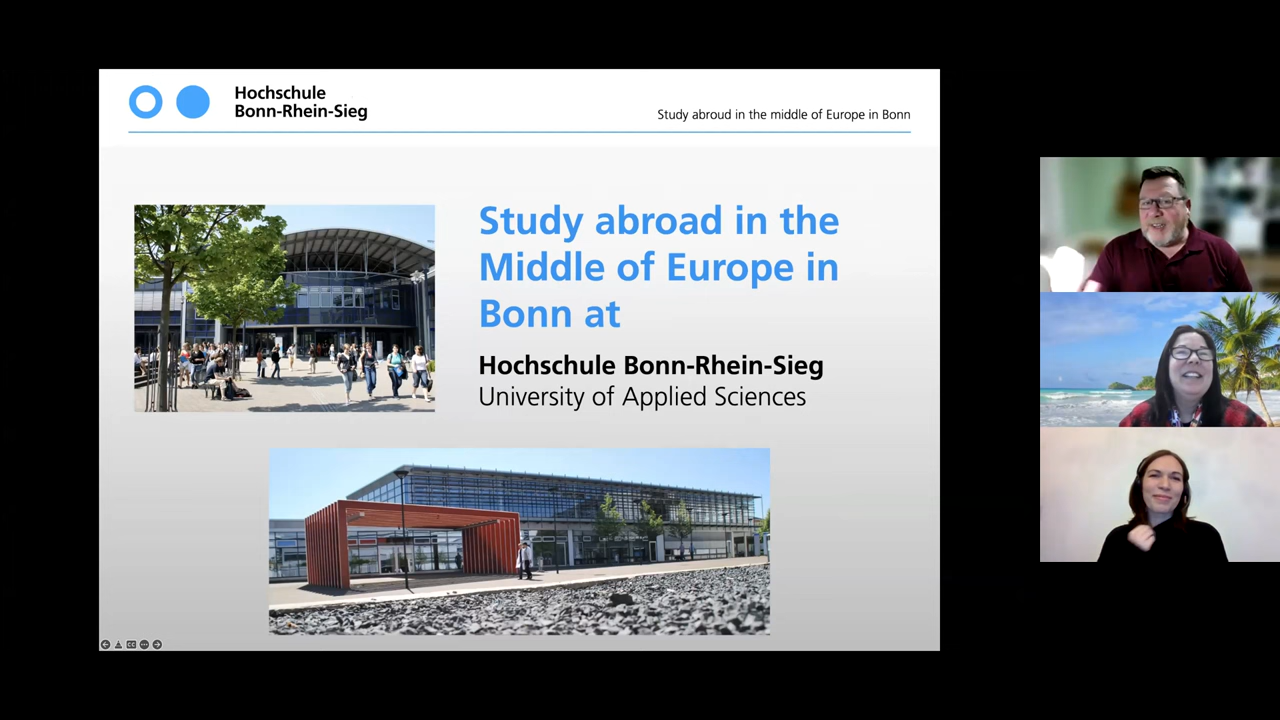 Hochschule
Bonn-Rhein-Sieg
Study abroud in the middle of Europe in Bonn
Study abroad in the
Middle of Europe in
Bonn at
Hochschule Bonn-Rhein-Sieg
University of Applied Sciences